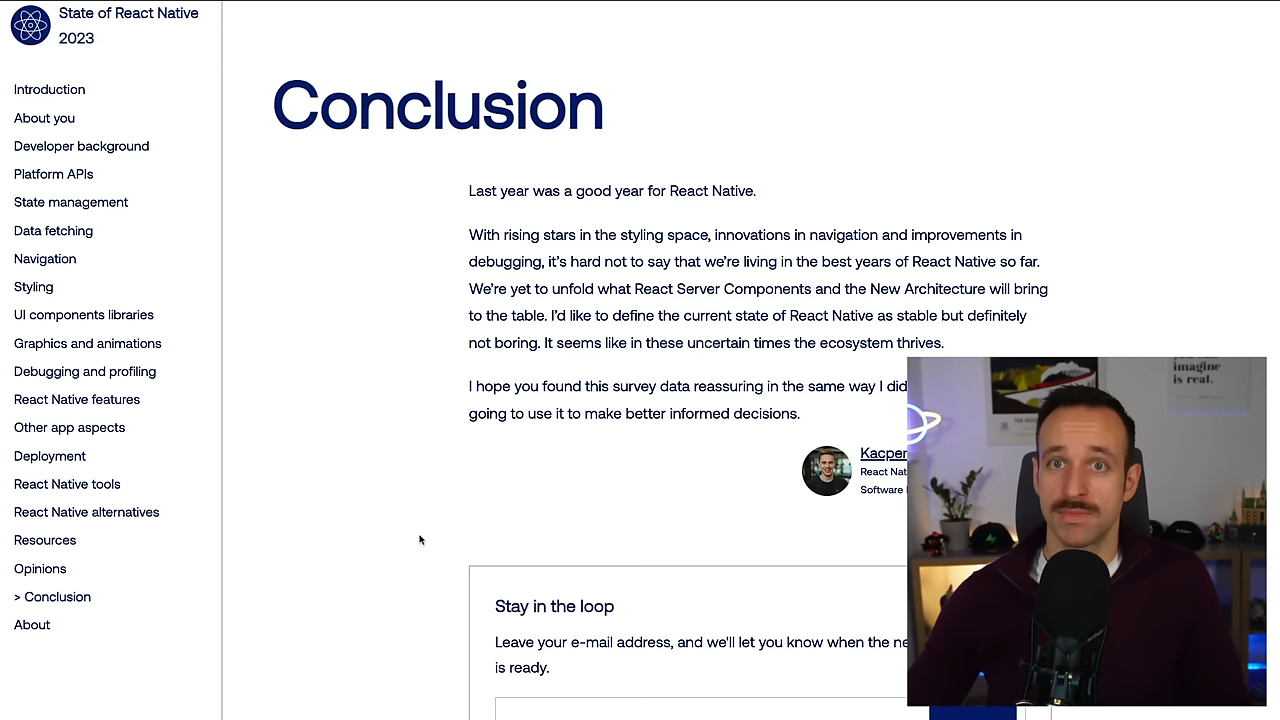 State of React Native
2023
Introduction
About you
Developer background
Platform APIs
State management
Data fetching
Navigation
Styling
UI components libraries
Graphics and animations
Debugging and profiling
React Native features
Other app aspects
Deployment
React Native tools
React Native alternatives
Resources
Opinions
> Conclusion
About
Conclusion
Last year was a good year for React Native.
With rising stars in the styling space, innovations in navigation and improvements in
debugging, it's hard not to say that we're living in the best years of React Native so far.
We're yet to unfold what React Server Components and the New Architecture will bring
to the table. I'd like to define the current state of React Native as stable but definitely
not boring. It seems like in these uncertain times the ecosystem thrives.
I hope you found this survey data reassuring in the same way I did
going to use it to make better informed decisions.
Kacper
React Nat
Software
Stay in the loop
Leave your e-mail address, and we'll let you know when the ne
is ready.
imagine
is real.